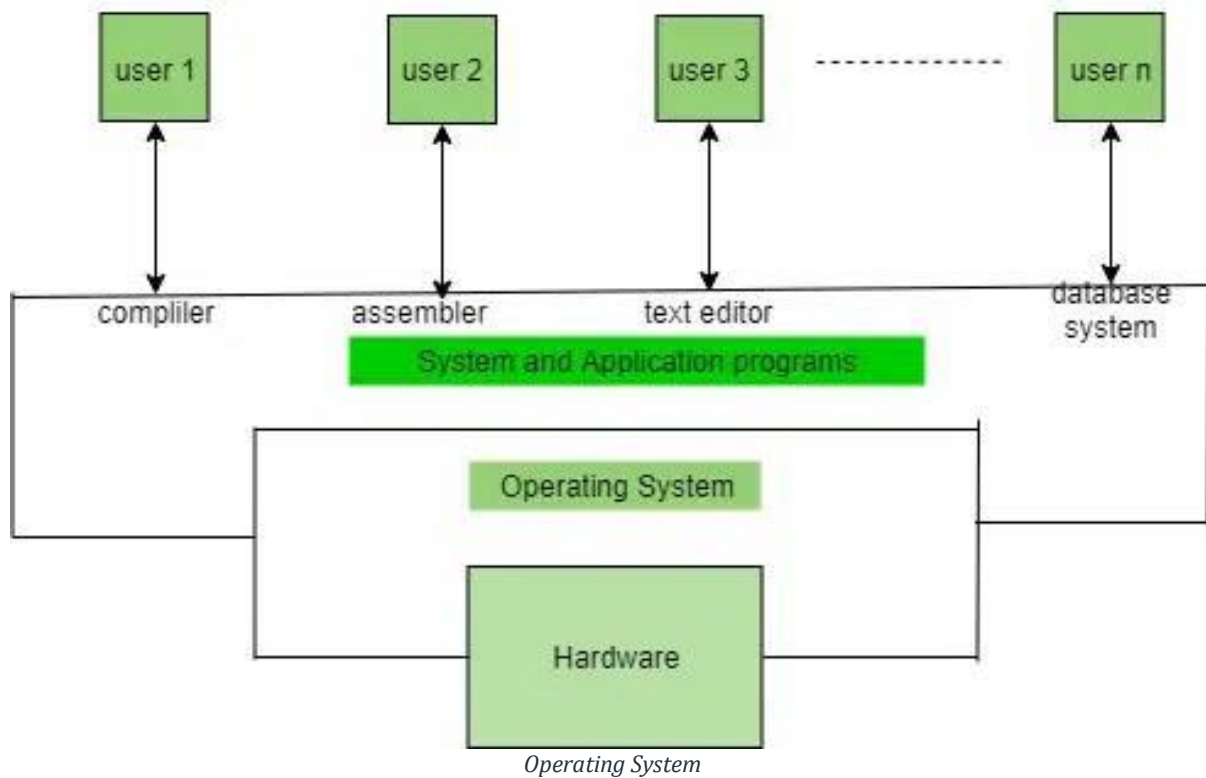 user 1
user 2
user 3
user n
compliler
assembler
text editor
database
system
System and Application programs
Operating System
Hardware
Operating System